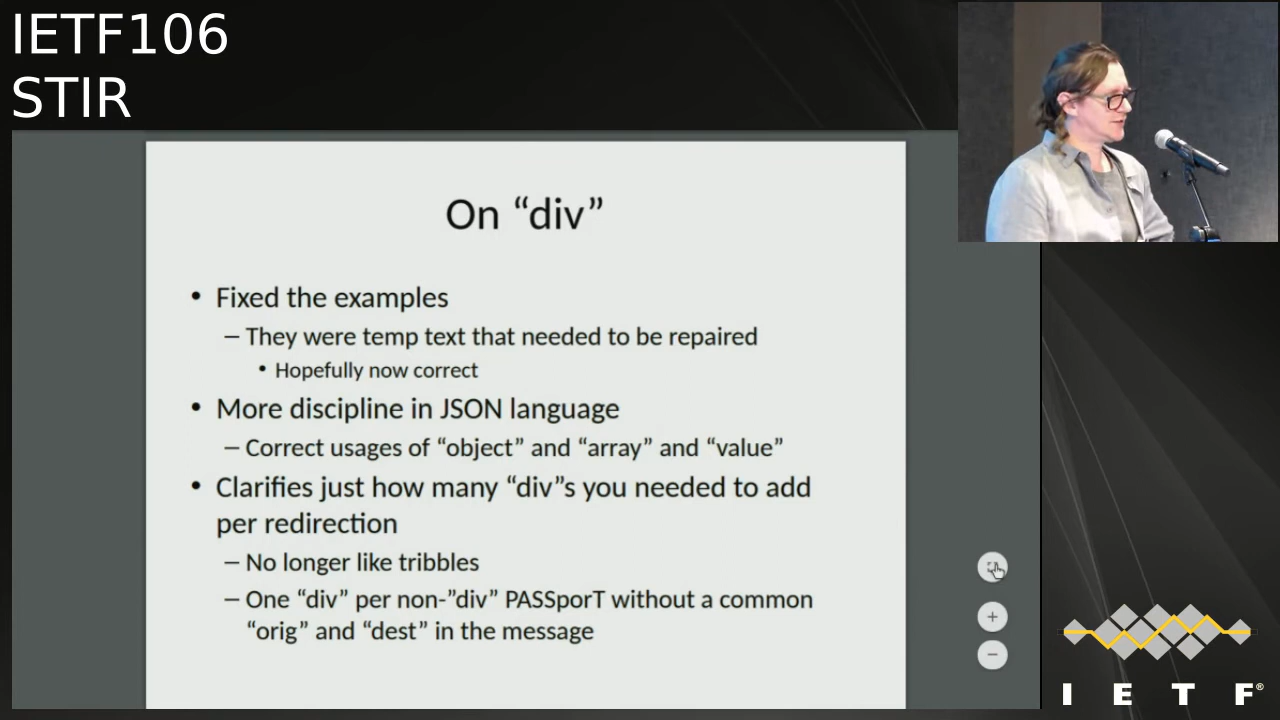 IETF106
STIR
On “div”
• Fixed the examples
– They were temp text that needed to be repaired
• Hopefully now correct
• More discipline in JSON language
– Correct usages of “object” and “array” and “value”
• Clarifies just how many “div”s you needed to add
per redirection
– No longer like tribbles
– One “div” per non-”div” PASSporT without a common
“orig” and “dest” in the message
+
−
I E T F®